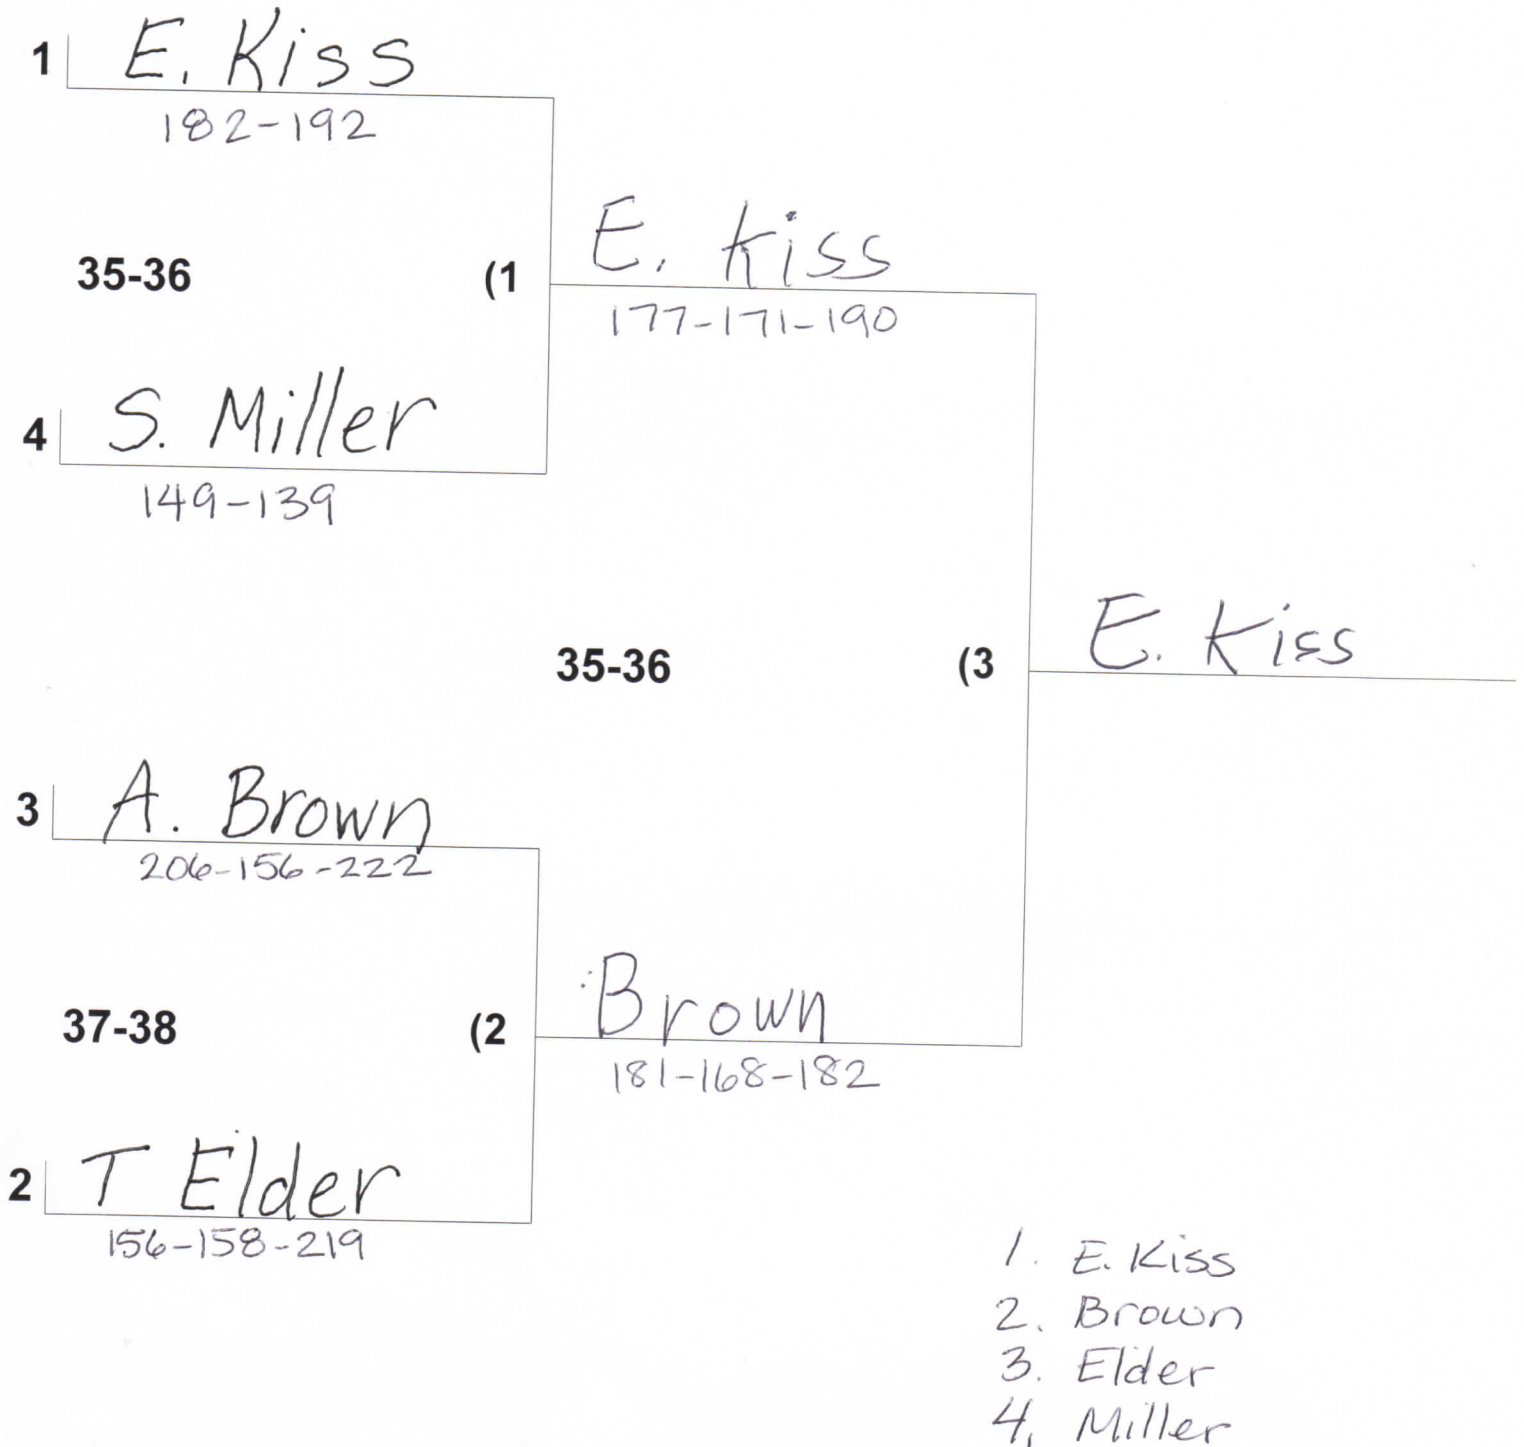 1 E. Kiss
182-192
35-36 (1
E. Kiss
177-171-190
4 S. Miller
149-139
35-36 (3
E. Kiss
3 A. Brown
206-156-222
37-38 (2
Brown
181-168-182
2 T Elder
156-158-219
1. E. Kiss
2. Brown
3. Elder
4. Miller